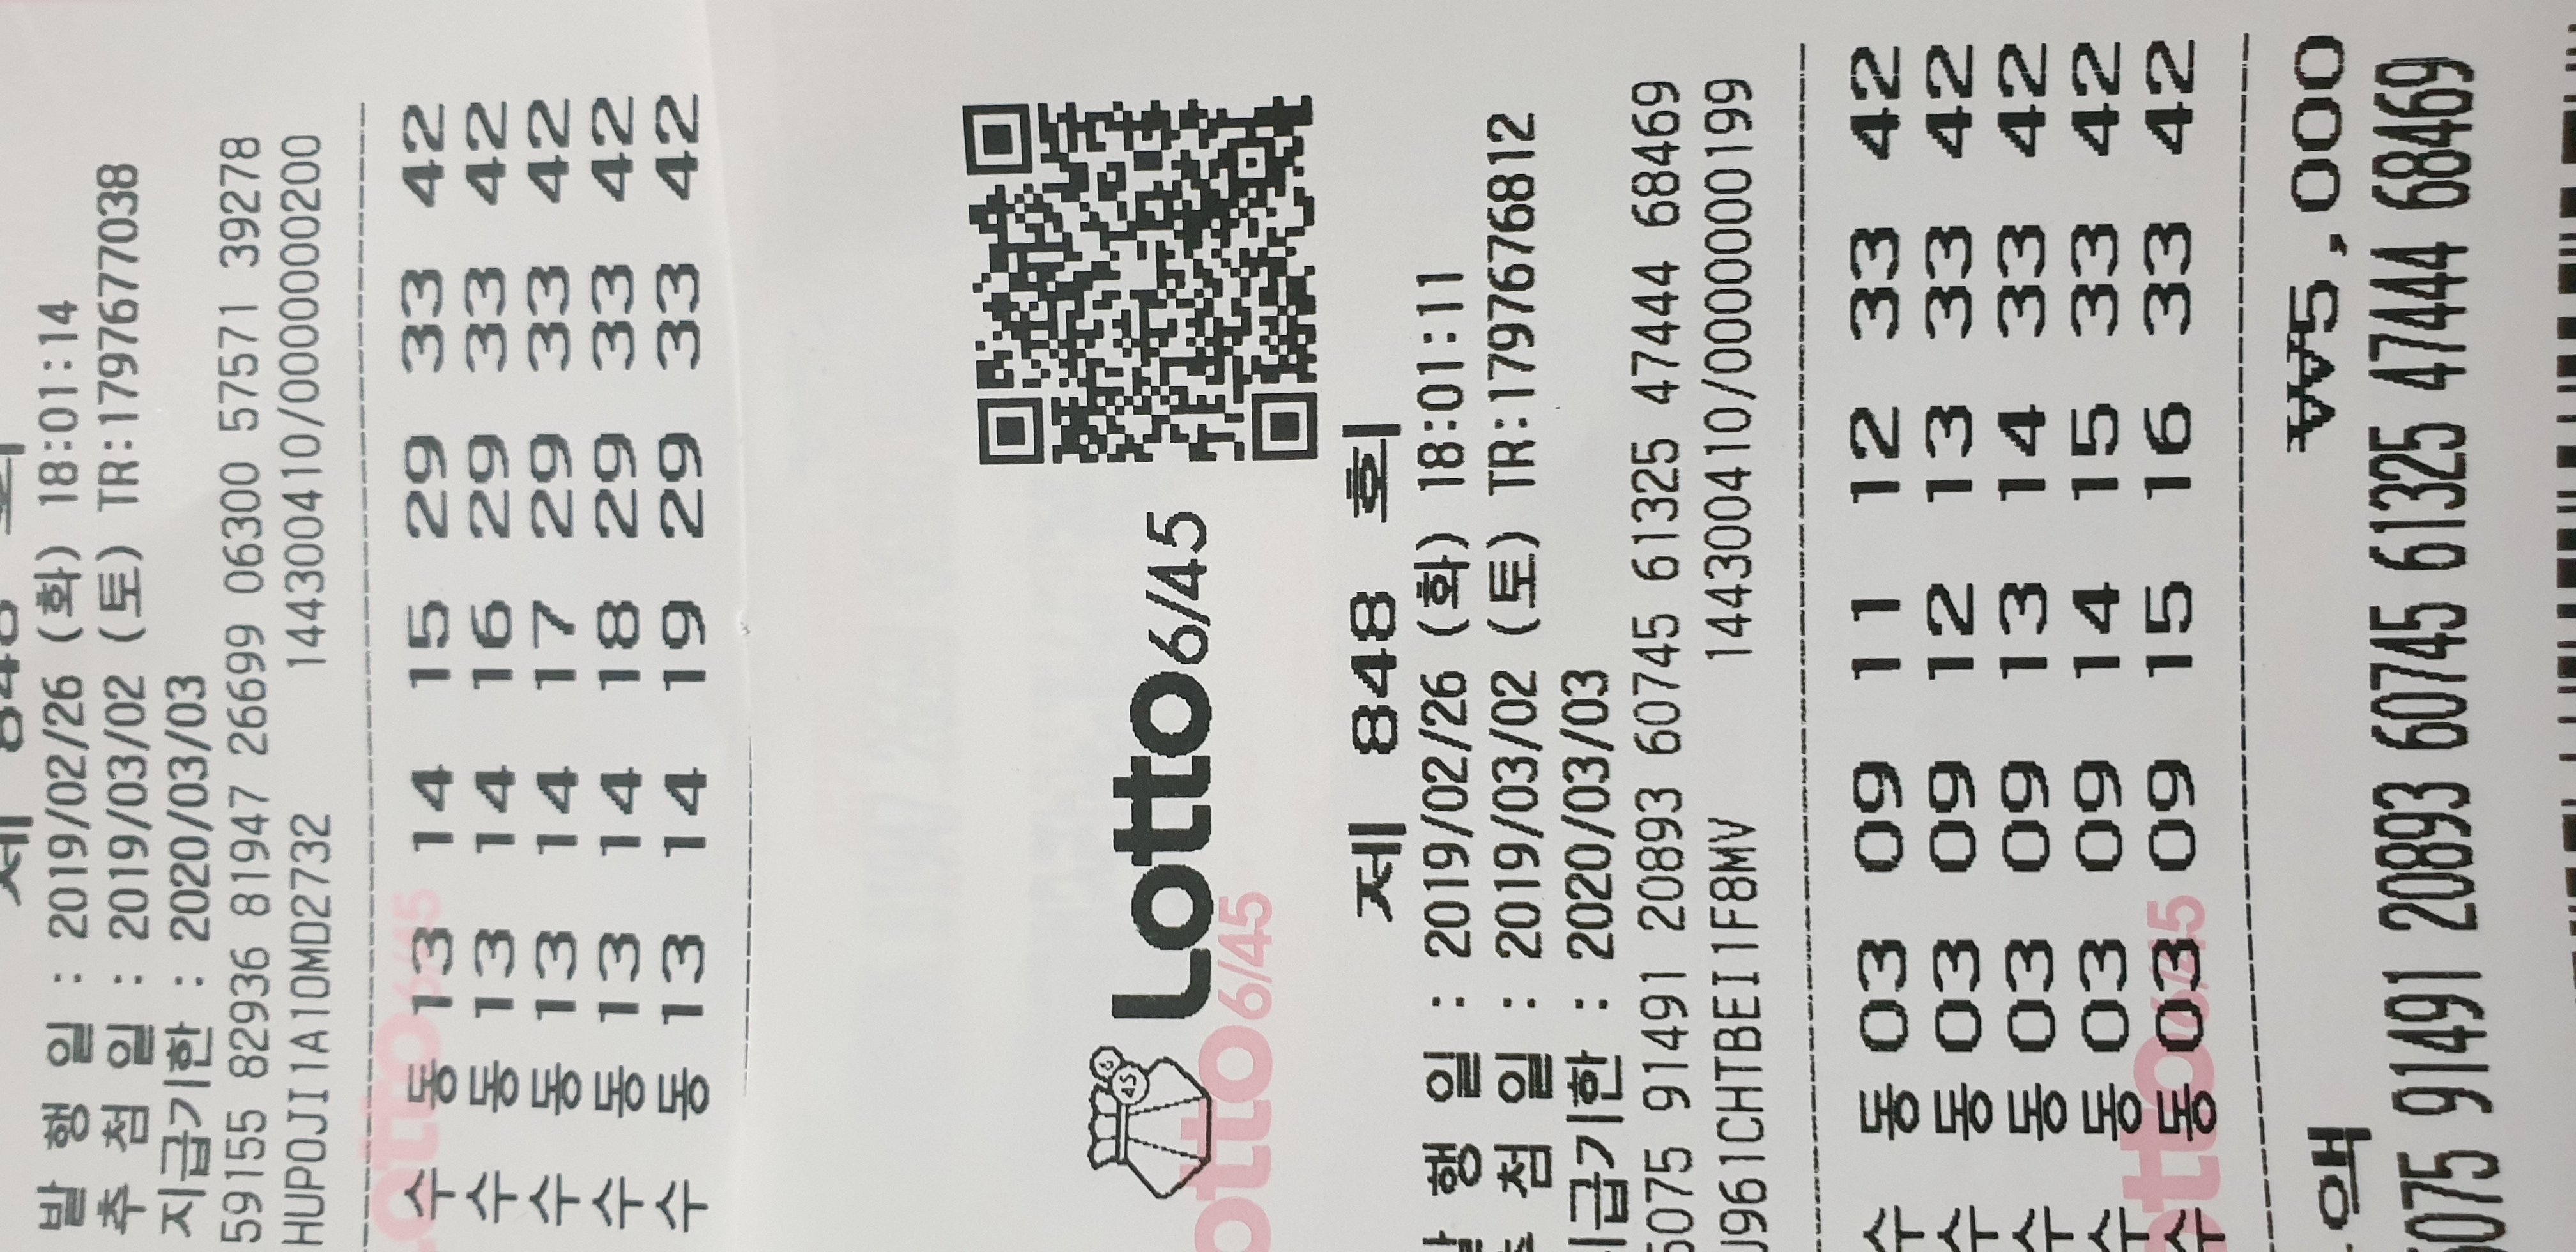 제 848 회
발 행 일 : 2019/02/26 (화) 18:01:14
추 첨 일 : 2019/03/02 (토) TR:1797677038
지급기한 : 2020/03/03
59155 82936 81947 26699 06300 57571 39278
HUPOJI1A10MD2732 144300410/0000000200
수 동 13 14 15 29 33 42
수 동 13 14 16 29 33 42
수 동 13 14 17 29 33 42
수 동 13 14 18 29 33 42
수 동 13 14 19 29 33 42
Lotto6/45
제 848 회
발 행 일 : 2019/02/26 (화) 18:01:11
추 첨 일 : 2019/03/02 (토) TR:1797676812
지급기한 : 2020/03/03
5075 91491 20893 60745 61325 47444 68469
J961CHTBEI1F8MV 144300410/0000000199
수 동 03 09 11 12 33 42
수 동 03 09 12 13 33 42
수 동 03 09 13 14 33 42
수 동 03 09 14 15 33 42
수 동 03 09 15 16 33 42
액 ₩5,000
5075 91491 20893 60745 61325 47444 68469